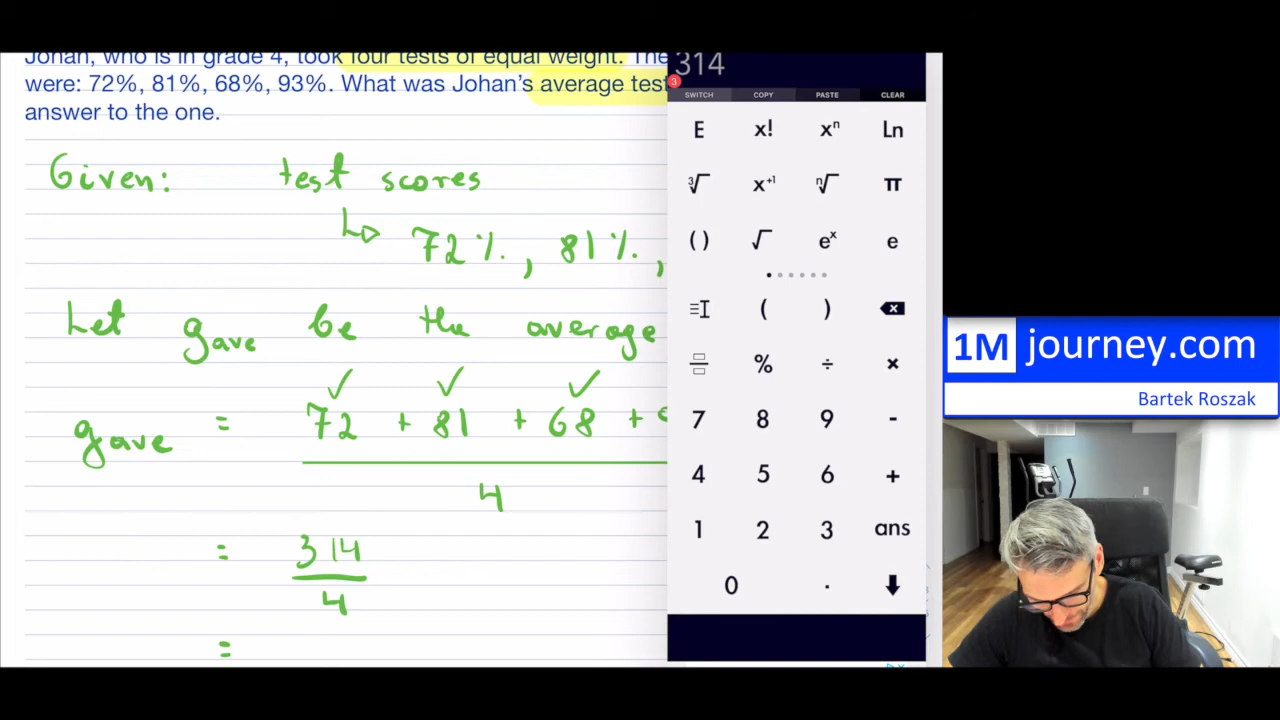 Johan, who is in grade 4, took four tests of equal weight. The
were: 72%, 81%, 68%, 93%. What was Johan's average test
answer to the one.
Given: test scores
72%, 81%,
Let gave be the average
gave = 72 + 81 + 68 +
4
= 314
4
=
314
3
SWITCH COPY PASTE CLEAR
E x! xⁿ Ln
³√ x⁺¹ ⁿ√ π
( ) √ eˣ e
( )
% ÷ ×
7 8 9 -
4 5 6 +
1 2 3 ans
0 .
1M journey.com
Bartek Roszak